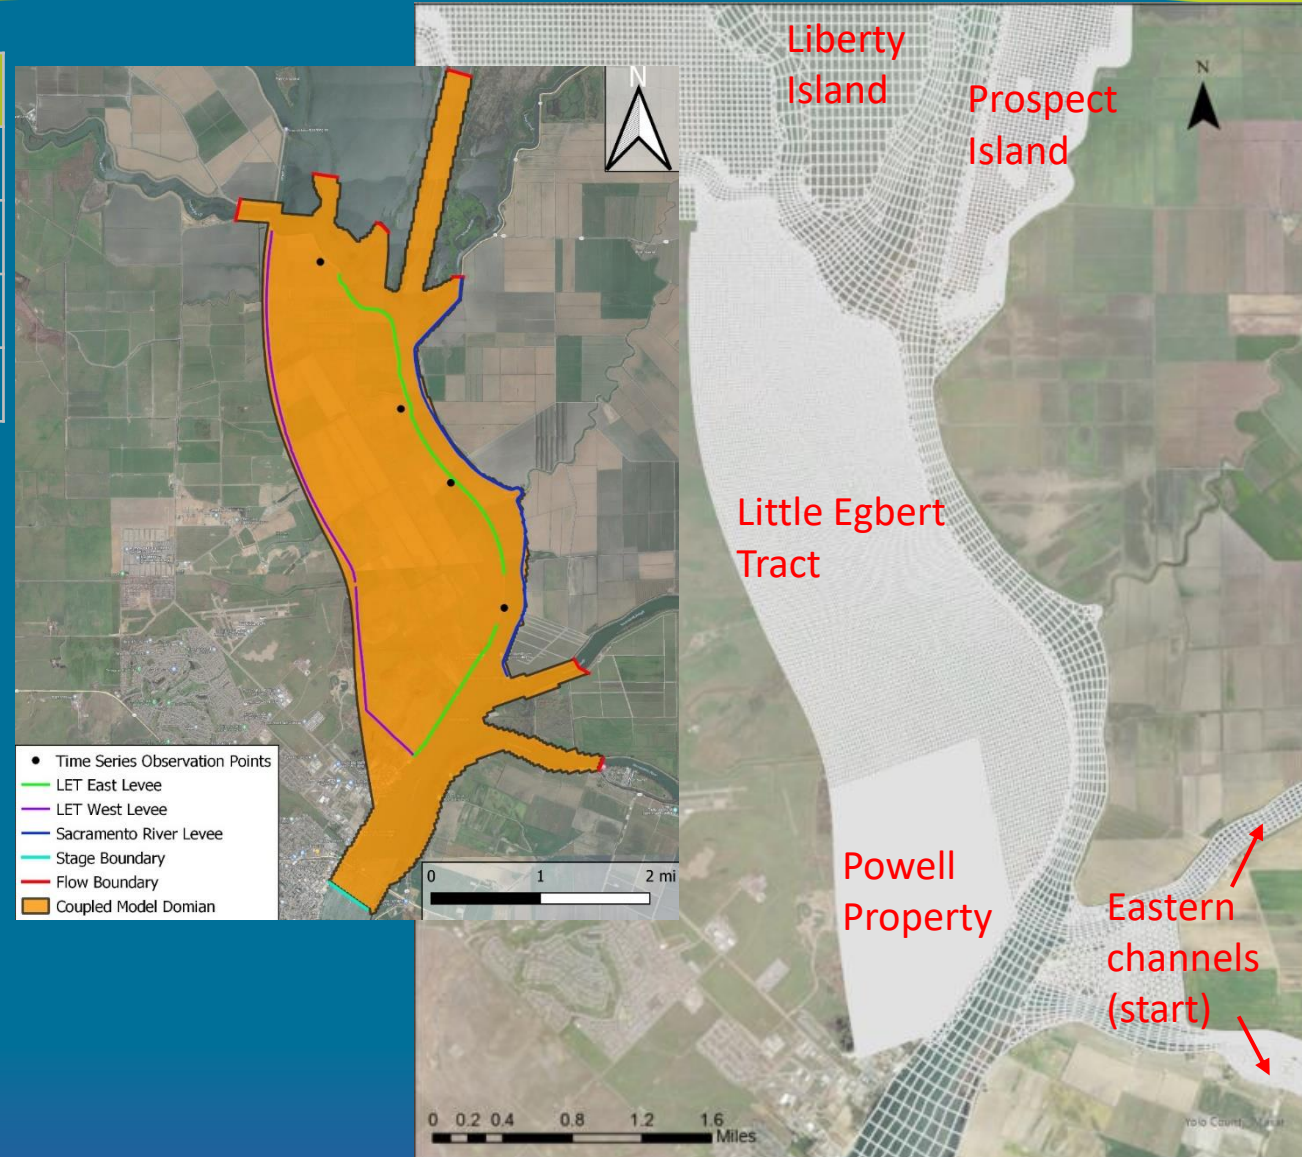 N
Time Series Observation Points
LET East Levee
LET West Levee
Sacramento River Levee
Stage Boundary
Flow Boundary
Coupled Model Domian
0 1 2 mi
Liberty
Island
Prospect
Island
N
Little Egbert
Tract
Powell
Property
Eastern
channels
(start)
0 0.2 0.4 0.8 1.2 1.6
Miles